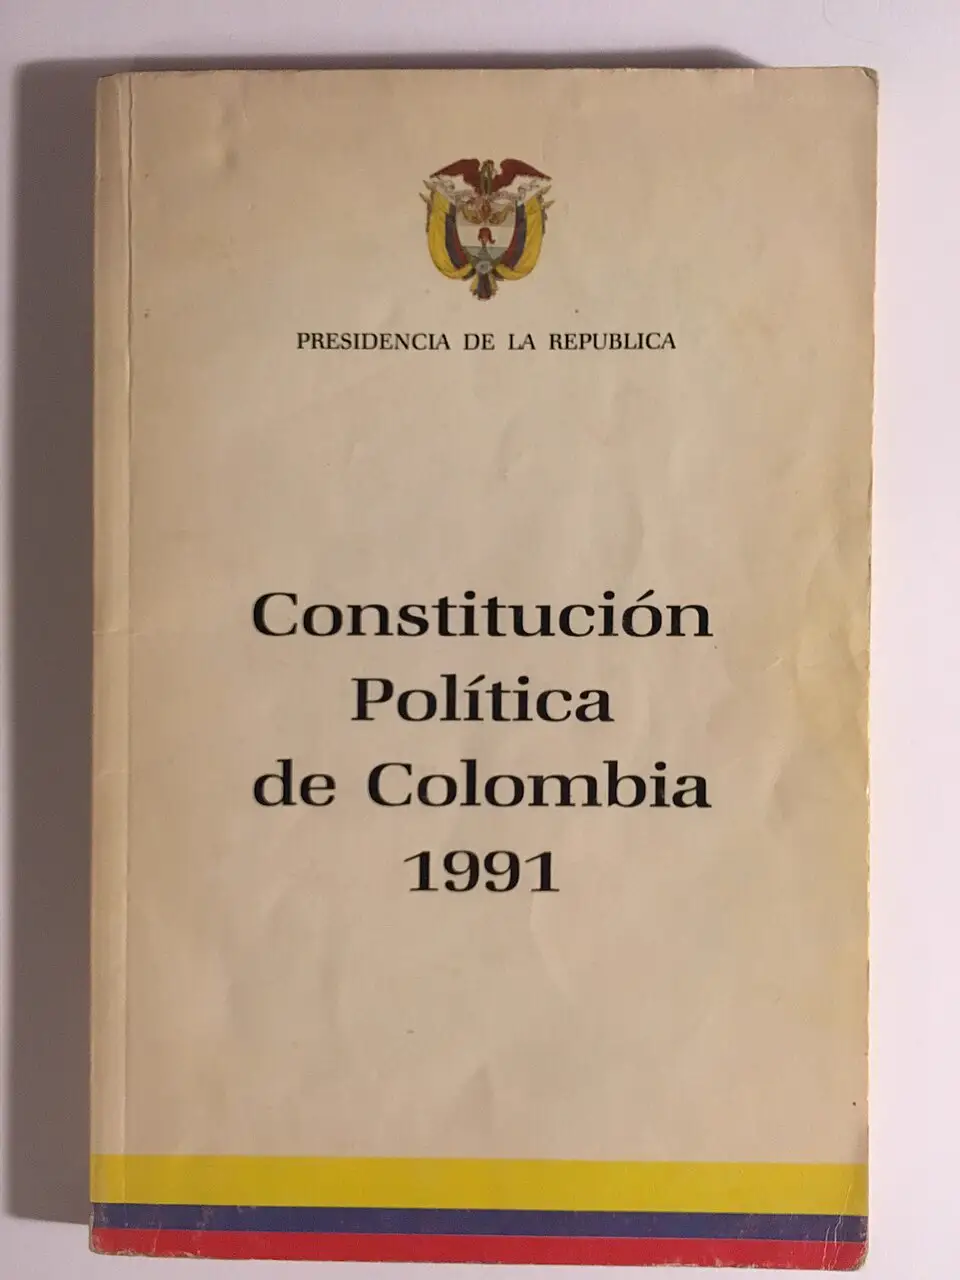 PRESIDENCIA DE LA REPUBLICA
Constitución
Política
de Colombia
1991